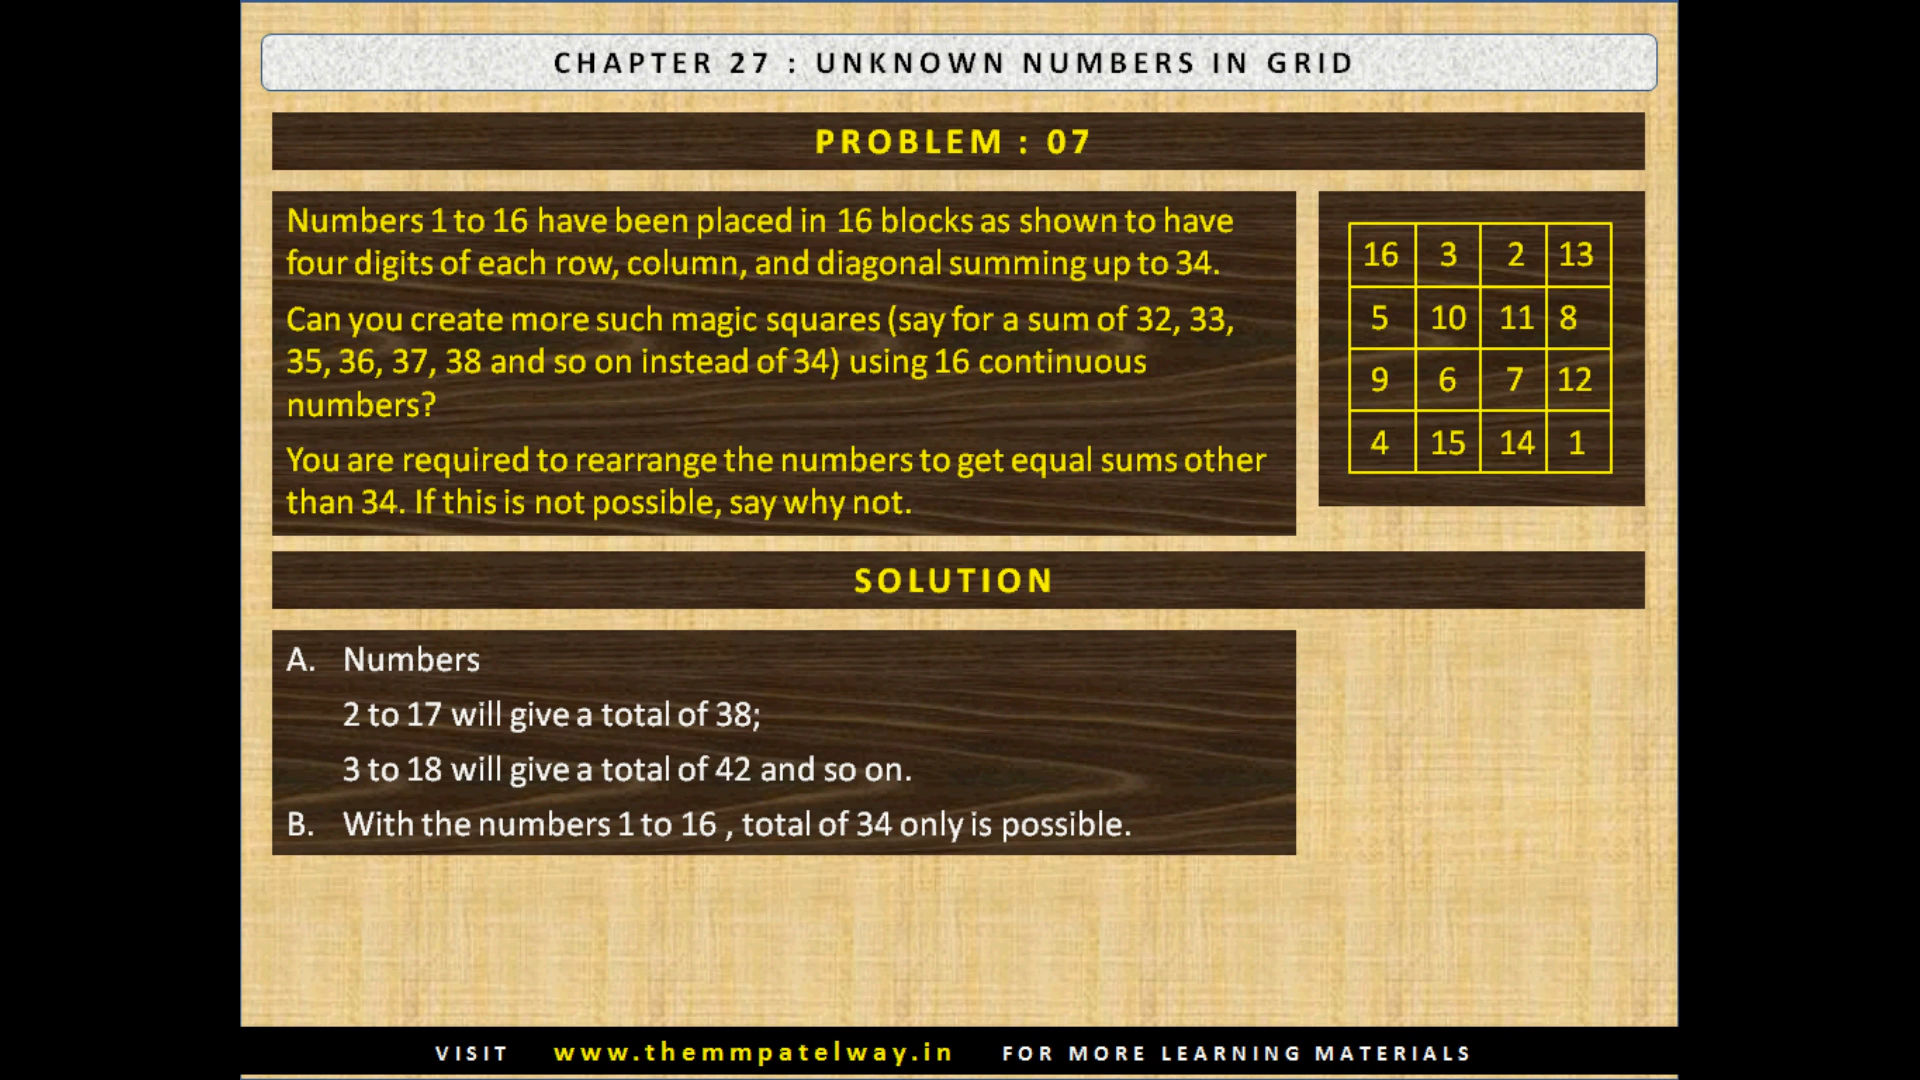 CHAPTER 27 : UNKNOWN NUMBERS IN GRID
PROBLEM : 07
Numbers 1 to 16 have been placed in 16 blocks as shown to have
four digits of each row, column, and diagonal summing up to 34.
Can you create more such magic squares (say for a sum of 32, 33,
35, 36, 37, 38 and so on instead of 34) using 16 continuous
numbers?
You are required to rearrange the numbers to get equal sums other
than 34. If this is not possible, say why not.
16 3 2 13
5 10 11 8
9 6 7 12
4 15 14 1
SOLUTION
A. Numbers
2 to 17 will give a total of 38;
3 to 18 will give a total of 42 and so on.
B. With the numbers 1 to 16 , total of 34 only is possible.
VISIT www.themmpatelway.in FOR MORE LEARNING MATERIALS